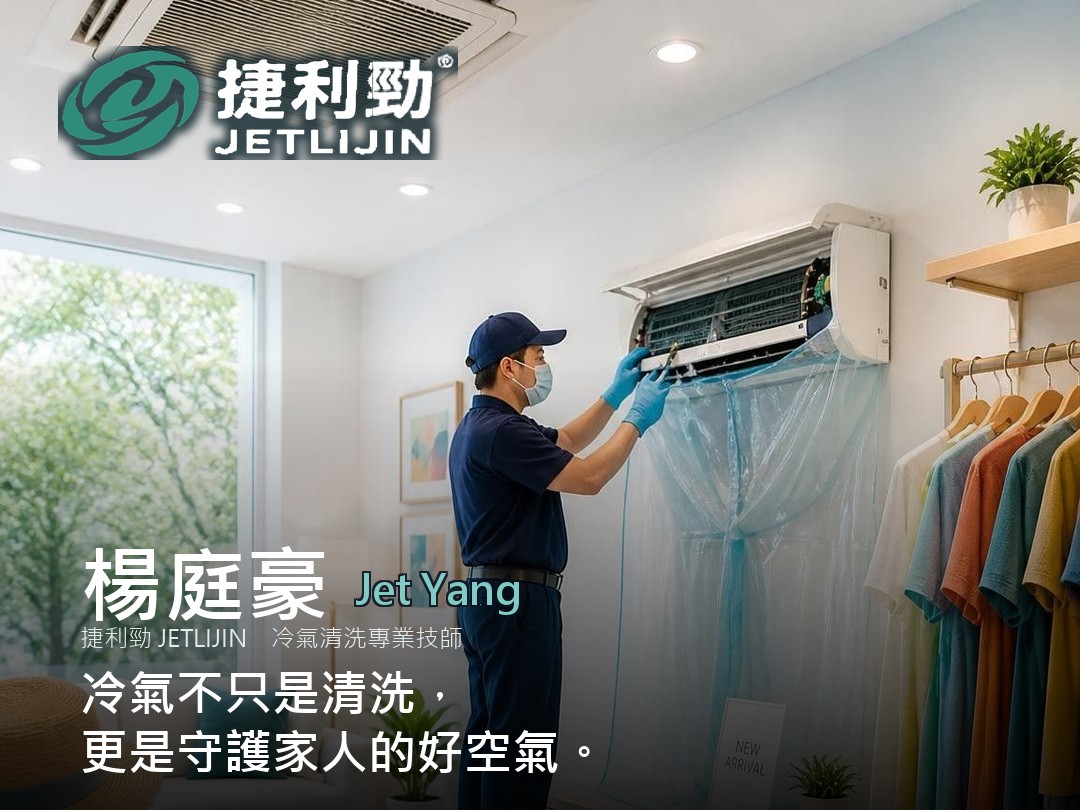 捷利勁®
JETLIJIN
楊庭豪 Jet Yang
捷利勁 JETLIJIN 冷氣清洗專業技師
冷氣不只是清洗，
更是守護家人的好空氣。
NEW
ARRIVAL